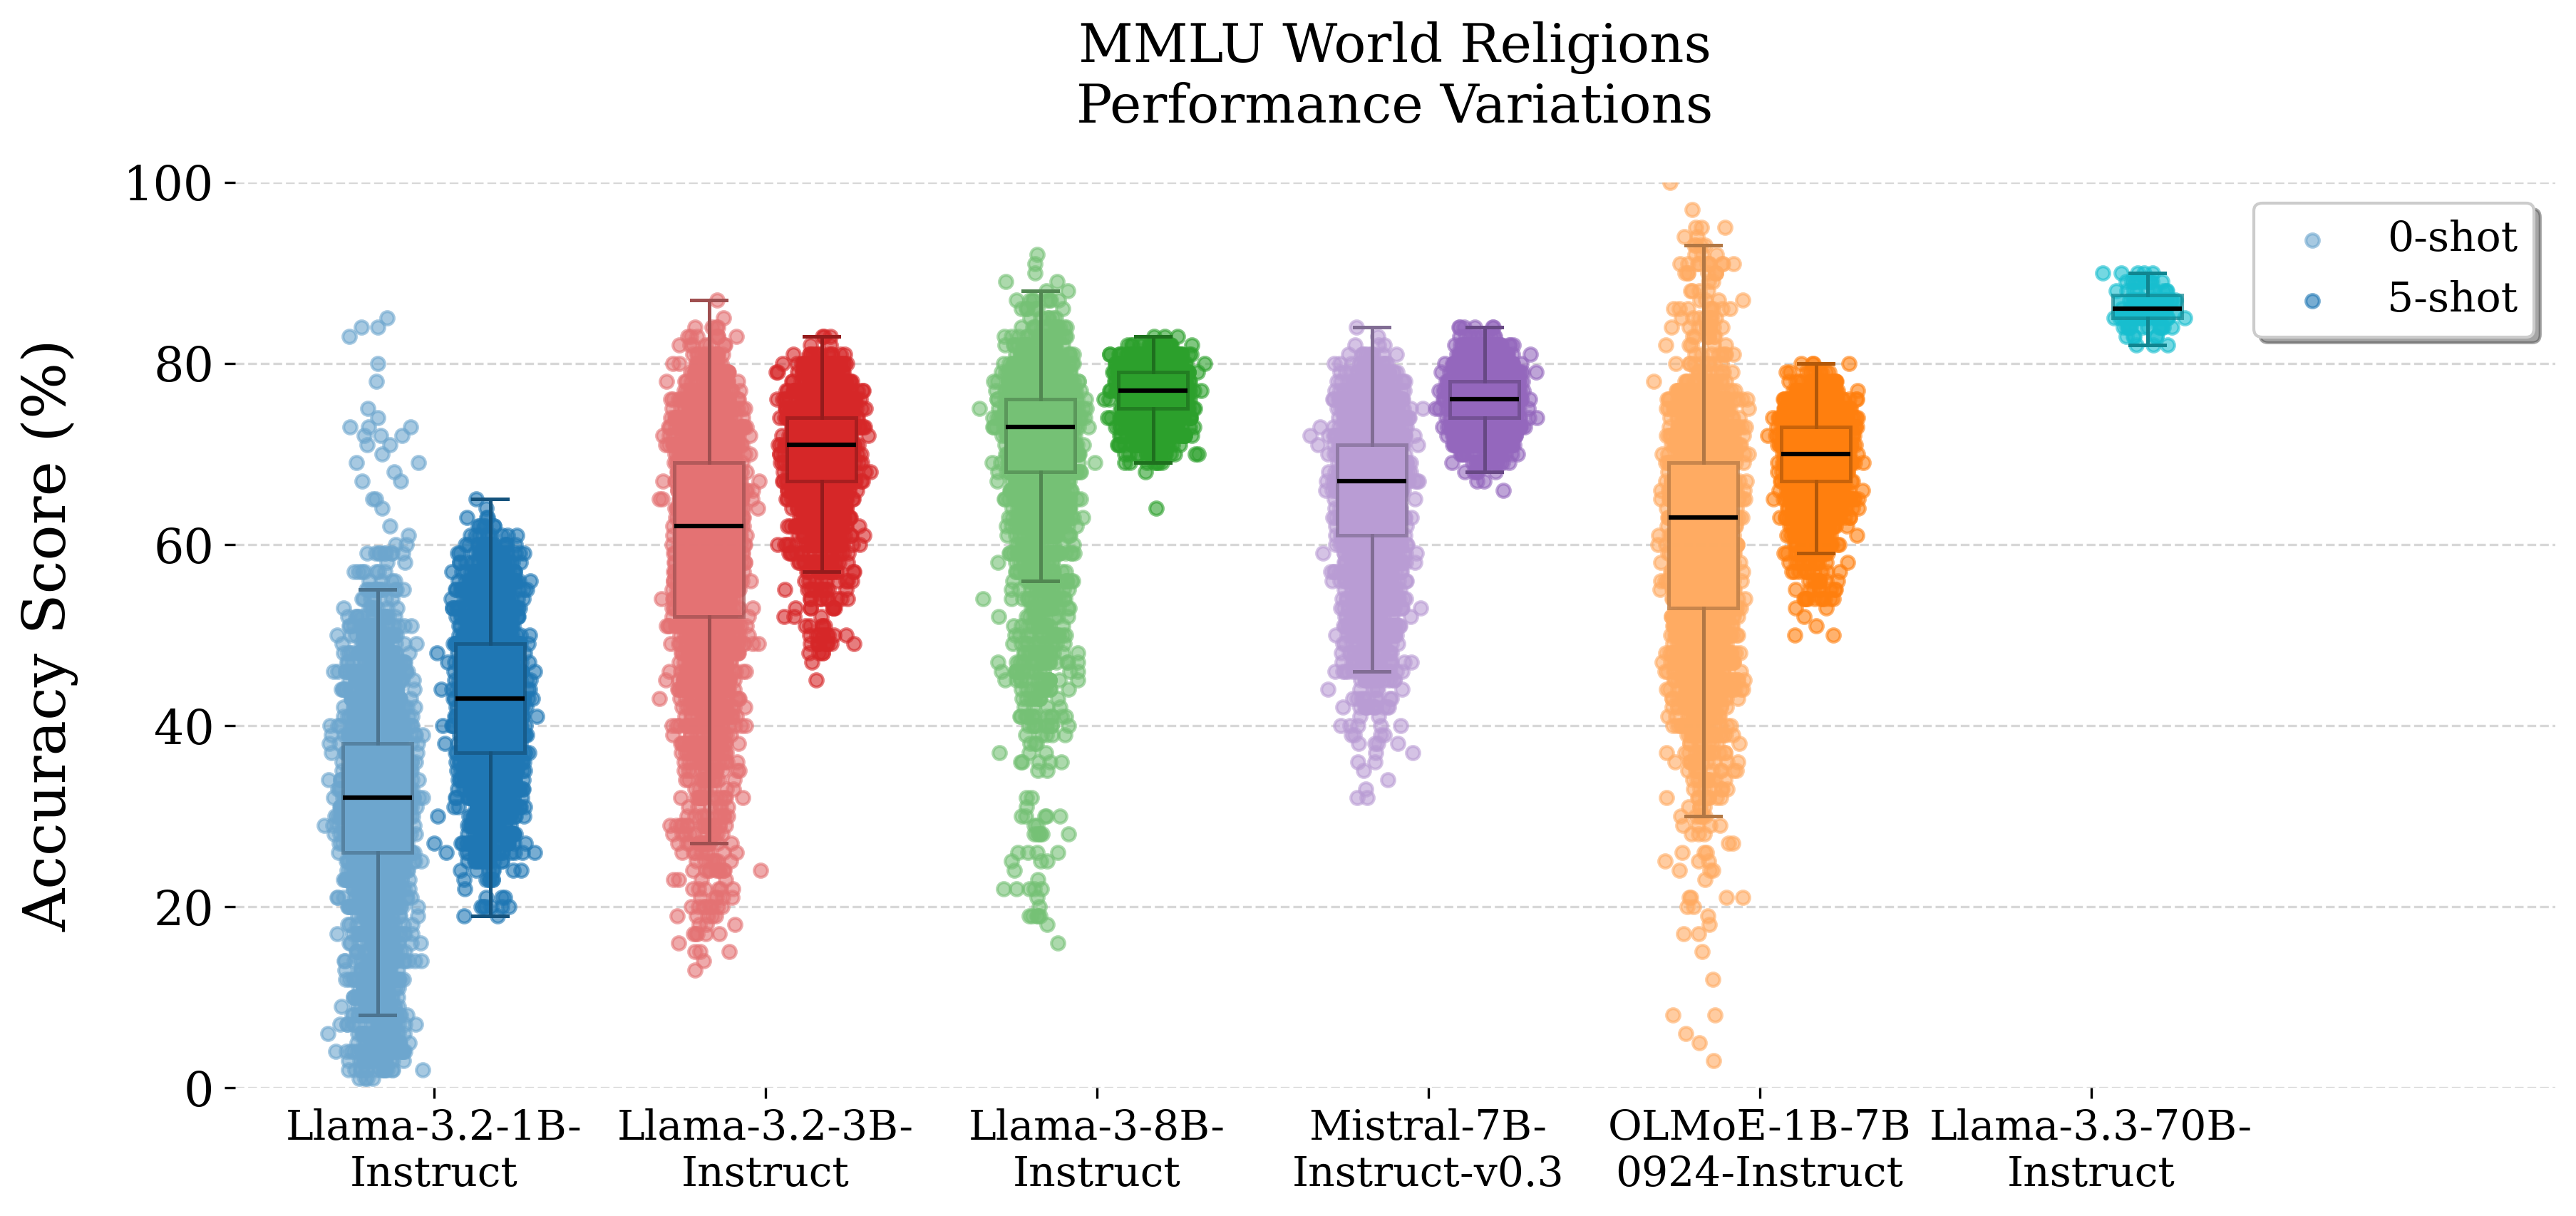 MMLU World Religions
Performance Variations
Accuracy Score (%)
100
80
60
40
20
0
0-shot
5-shot
Llama-3.2-1B-
Instruct
Llama-3.2-3B-
Instruct
Llama-3-8B-
Instruct
Mistral-7B-
Instruct-v0.3
OLMoE-1B-7B
0924-Instruct
Llama-3.3-70B-
Instruct